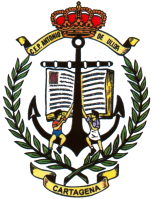 C.E.P. ANTONIO DE ULLOA
CARTAGENA